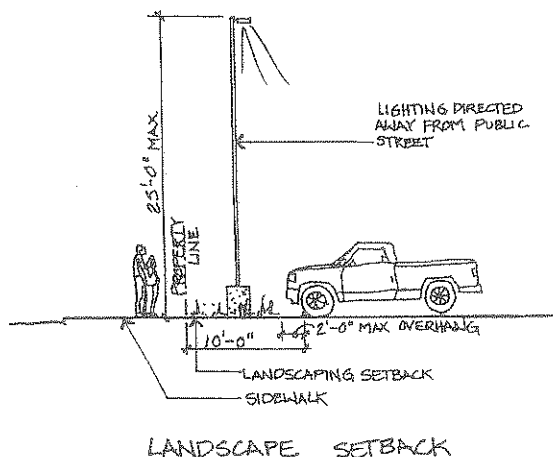 LIGHTING DIRECTED
AWAY FROM PUBLIC
STREET
25'-0" MAX
PROPERTY
LINE
2'-0" MAX OVERHANG
10'-0"
LANDSCAPING SETBACK
SIDEWALK
LANDSCAPE SETBACK